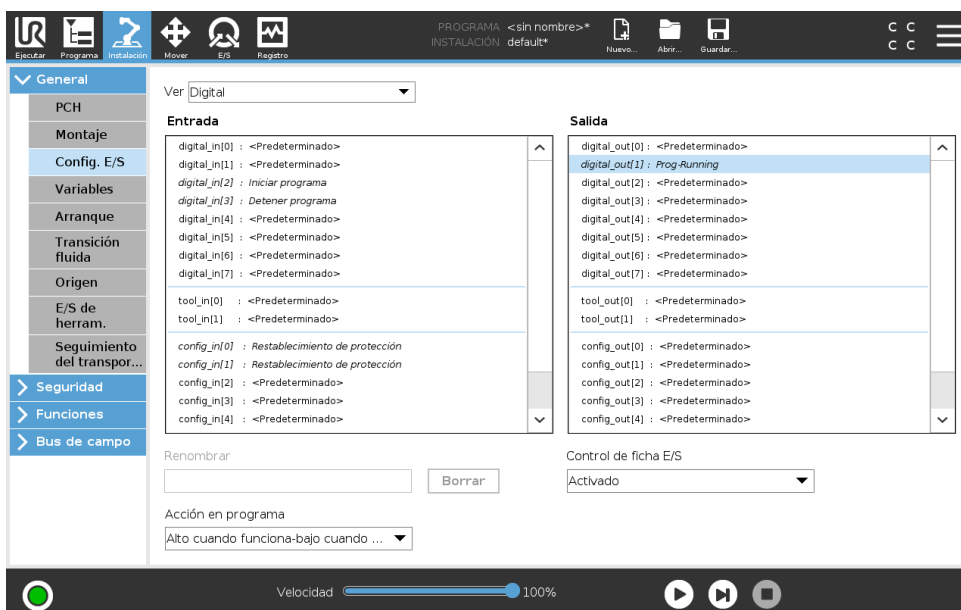 UR
Ejecutar
Programa
Instalación
Mover
E/S
Registro
PROGRAMA <sin nombre>*
INSTALACIÓN default*
Nuevo...
Abrir...
Guardar...
C C
C C
General
PCH
Montaje
Config. E/S
Variables
Arranque
Transición
fluida
Origen
E/S de
herram.
Seguimiento
del transpor...
Seguridad
Funciones
Bus de campo
Ver Digital
Entrada
digital_in[0] : <Predeterminado>
digital_in[1] : <Predeterminado>
digital_in[2] : Iniciar programa
digital_in[3] : Detener programa
digital_in[4] : <Predeterminado>
digital_in[5] : <Predeterminado>
digital_in[6] : <Predeterminado>
digital_in[7] : <Predeterminado>
tool_in[0] : <Predeterminado>
tool_in[1] : <Predeterminado>
config_in[0] : Restablecimiento de protección
config_in[1] : Restablecimiento de protección
config_in[2] : <Predeterminado>
config_in[3] : <Predeterminado>
config_in[4] : <Predeterminado>
Salida
digital_out[0] : <Predeterminado>
digital_out[1] : Prog-Running
digital_out[2] : <Predeterminado>
digital_out[3] : <Predeterminado>
digital_out[4] : <Predeterminado>
digital_out[5] : <Predeterminado>
digital_out[6] : <Predeterminado>
digital_out[7] : <Predeterminado>
tool_out[0] : <Predeterminado>
tool_out[1] : <Predeterminado>
config_out[0] : <Predeterminado>
config_out[1] : <Predeterminado>
config_out[2] : <Predeterminado>
config_out[3] : <Predeterminado>
config_out[4] : <Predeterminado>
Renombrar
Borrar
Control de ficha E/S
Activado
Acción en programa
Alto cuando funciona-bajo cuando ...
Velocidad 100%